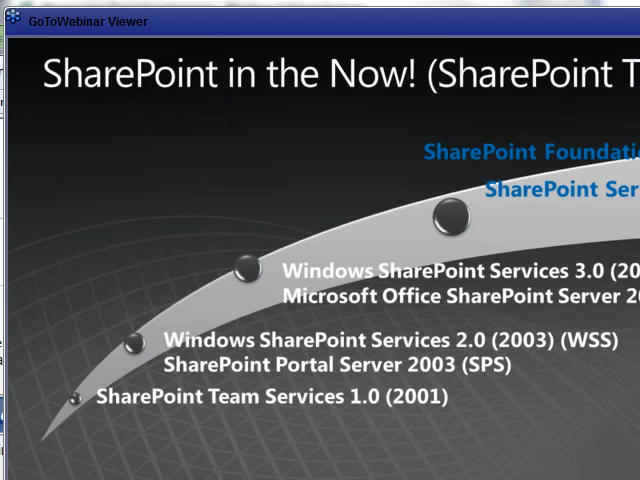 GoToWebinar Viewer
SharePoint in the Now! (SharePoint T
SharePoint Foundati
SharePoint Ser
Windows SharePoint Services 3.0 (20
Microsoft Office SharePoint Server 2
Windows SharePoint Services 2.0 (2003) (WSS)
SharePoint Portal Server 2003 (SPS)
SharePoint Team Services 1.0 (2001)